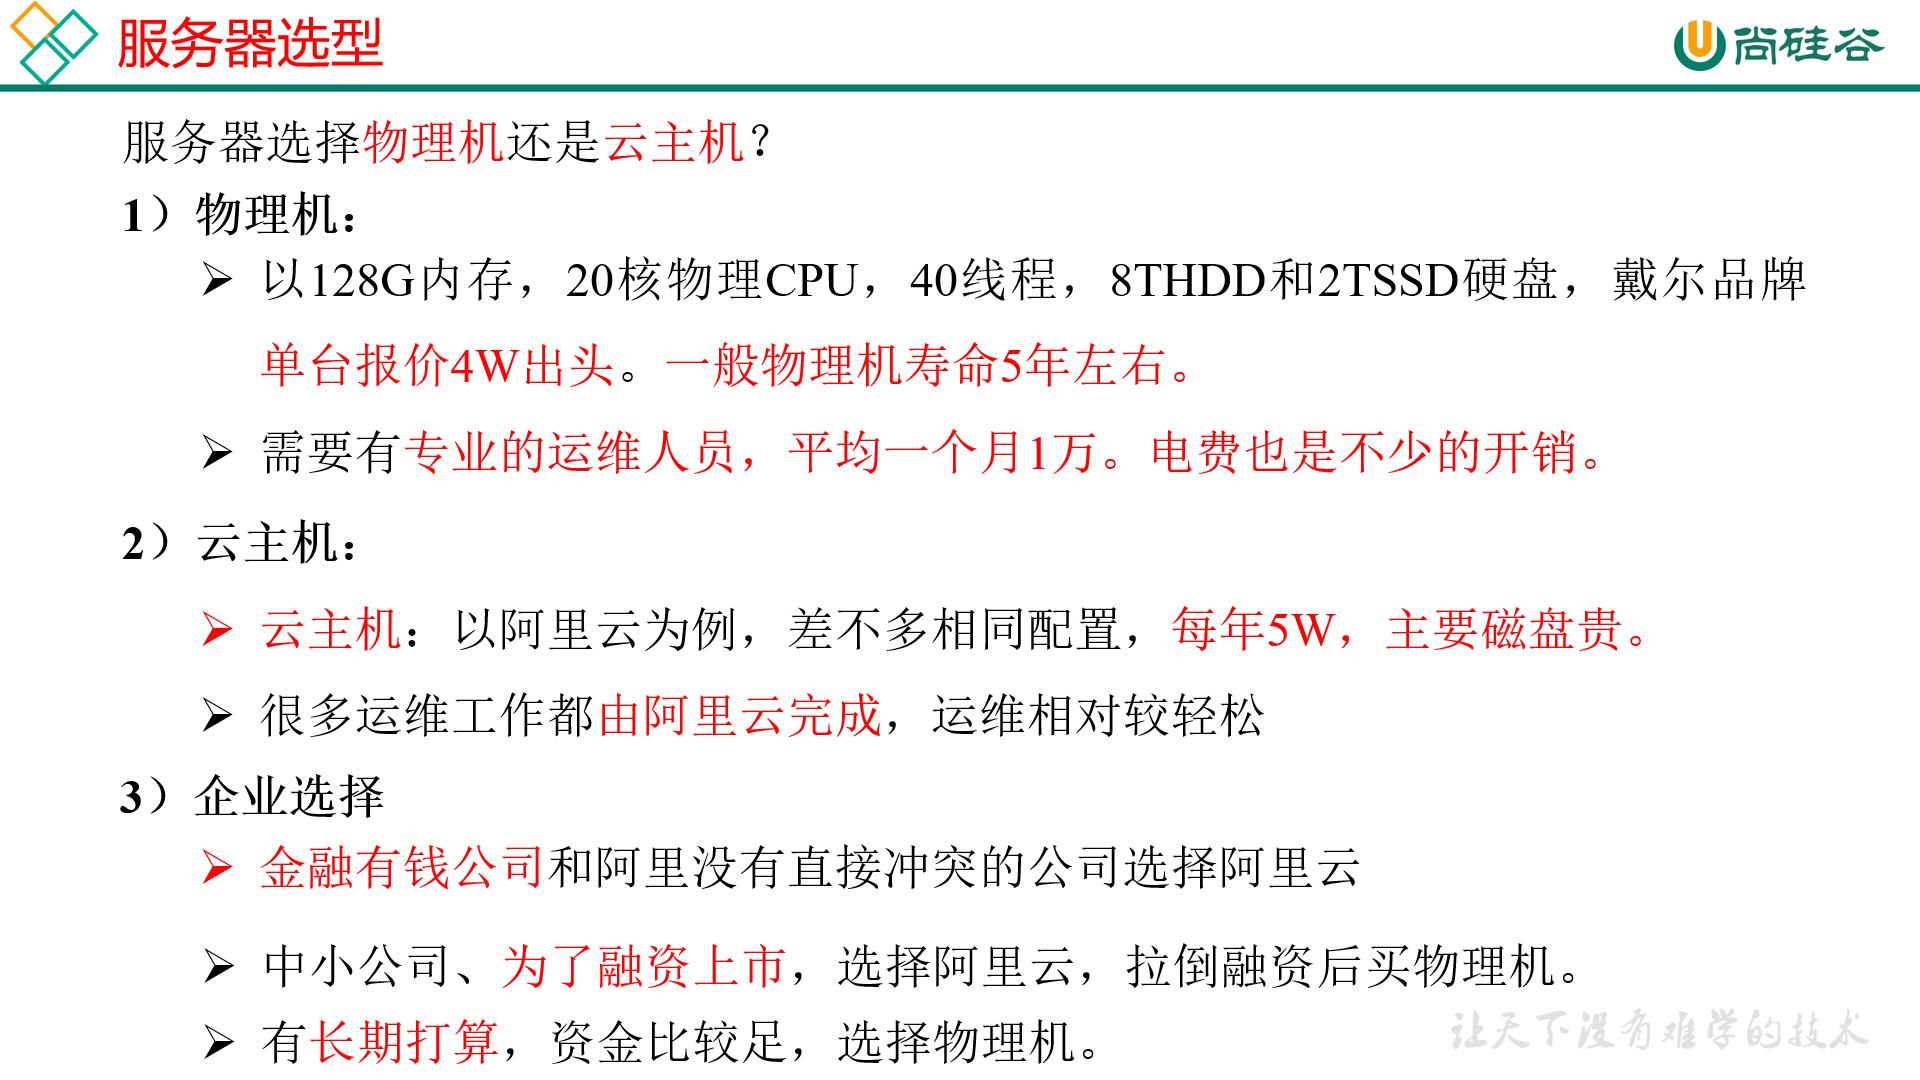 服务器选型
尚硅谷
服务器选择物理机还是云主机？
1）物理机：
➢ 以128G内存，20核物理CPU，40线程，8THDD和2TSSD硬盘，戴尔品牌
单台报价4W出头。一般物理机寿命5年左右。
➢ 需要有专业的运维人员，平均一个月1万。电费也是不少的开销。
2）云主机：
➢ 云主机：以阿里云为例，差不多相同配置，每年5W，主要磁盘贵。
➢ 很多运维工作都由阿里云完成，运维相对较轻松
3）企业选择
➢ 金融有钱公司和阿里没有直接冲突的公司选择阿里云
➢ 中小公司、为了融资上市，选择阿里云，拉倒融资后买物理机。
➢ 有长期打算，资金比较足，选择物理机。
让天下没有难学的技术